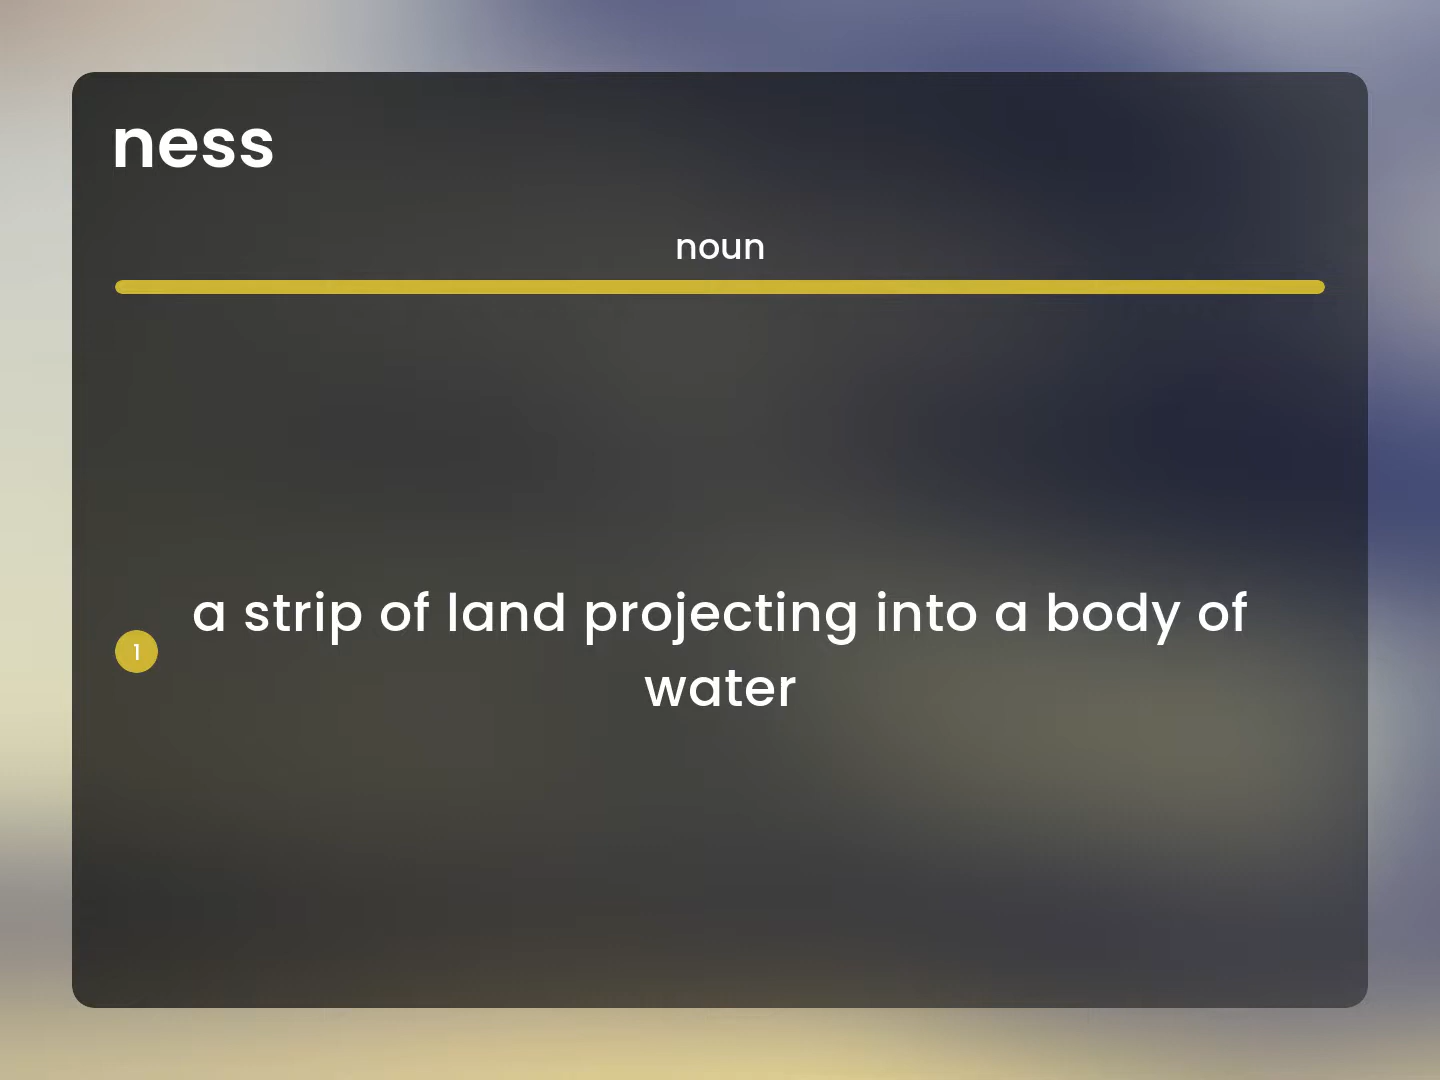 ness
noun
1
a strip of land projecting into a body of
water